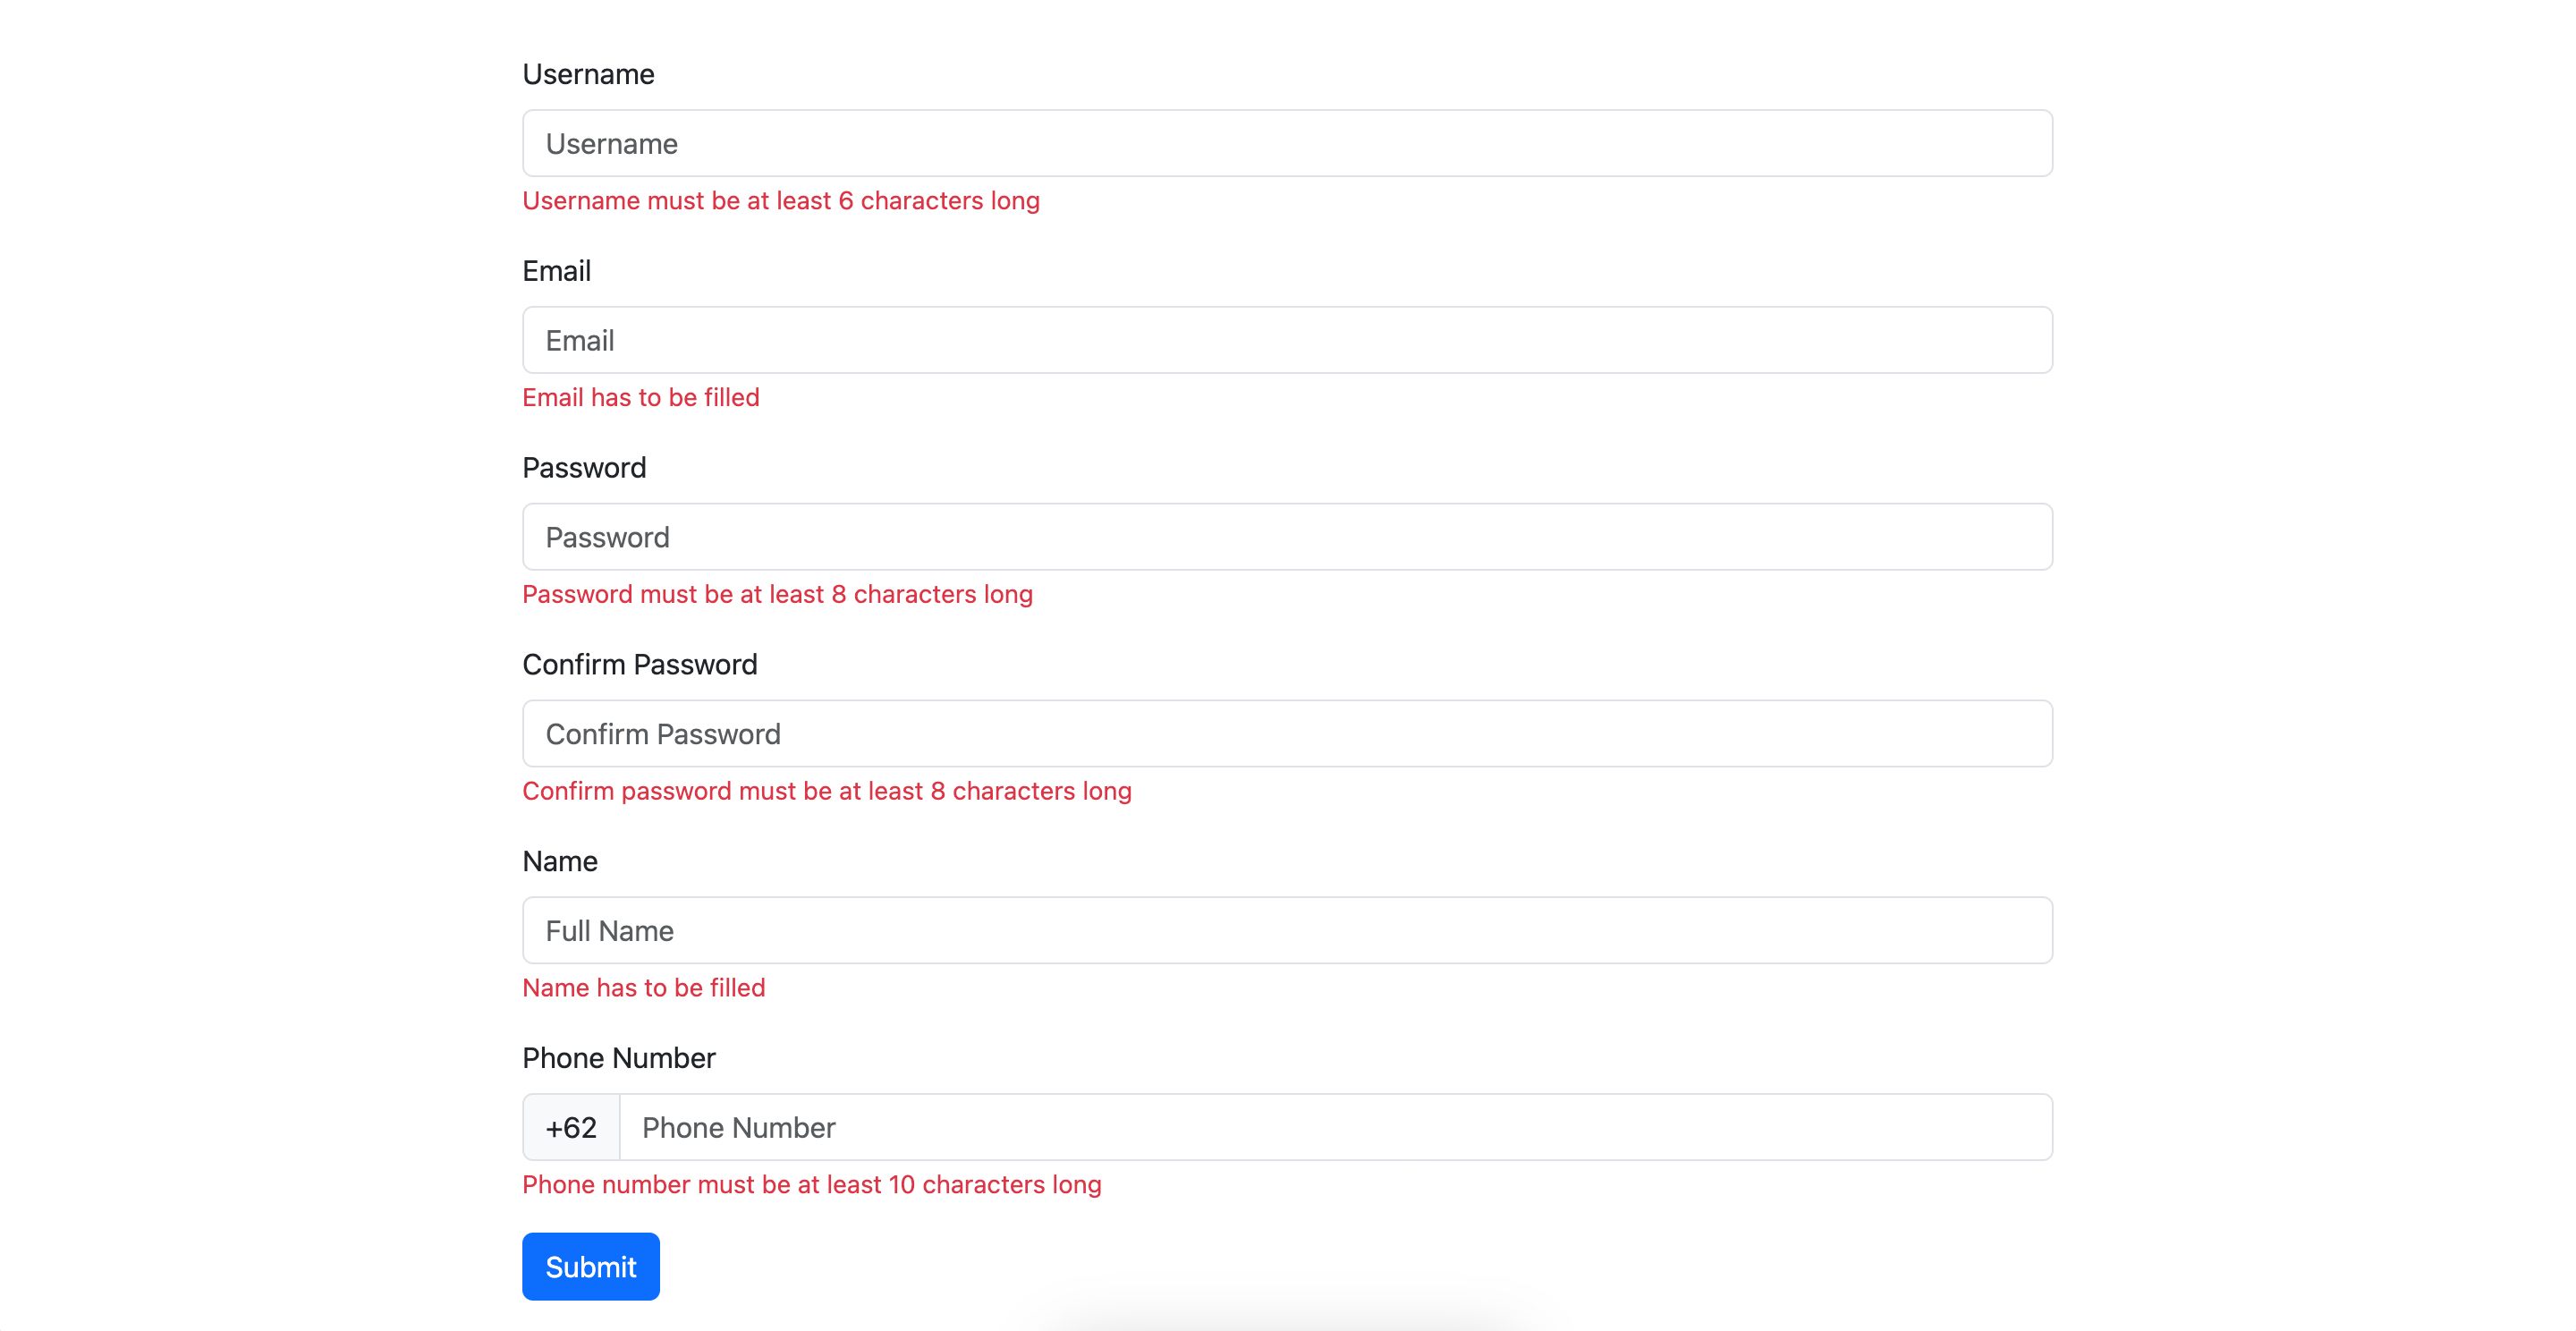 Username
Username
Username must be at least 6 characters long
Email
Email
Email has to be filled
Password
Password
Password must be at least 8 characters long
Confirm Password
Confirm Password
Confirm password must be at least 8 characters long
Name
Full Name
Name has to be filled
Phone Number
+62 Phone Number
Phone number must be at least 10 characters long
Submit